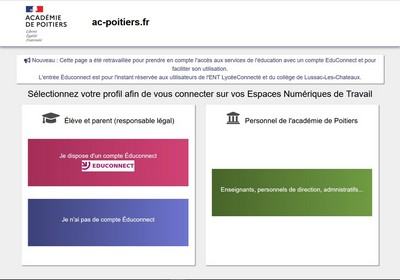 ACADÉMIE
DE POITIERS
Liberté
Égalité
Fraternité
ac-poitiers.fr
Nouveau : Cette page a été retravaillée pour prendre en compte l'accès aux services de l'éducation avec un compte EduConnect et pour
faciliter son utilisation.
L'entrée Éduconnect est pour l'instant réservée aux utilisateurs de l'ENT LycéeConnecté et du collège de Lussac-Les-Chateaux.
Sélectionnez votre profil afin de vous connecter sur vos Espaces Numériques de Travail
Élève et parent (responsable légal)
Je dispose d'un compte Éduconnect
EDUCONNECT
Je n'ai pas de compte Éduconnect
Personnel de l'académie de Poitiers
Enseignants, personnels de direction, admnistratifs...